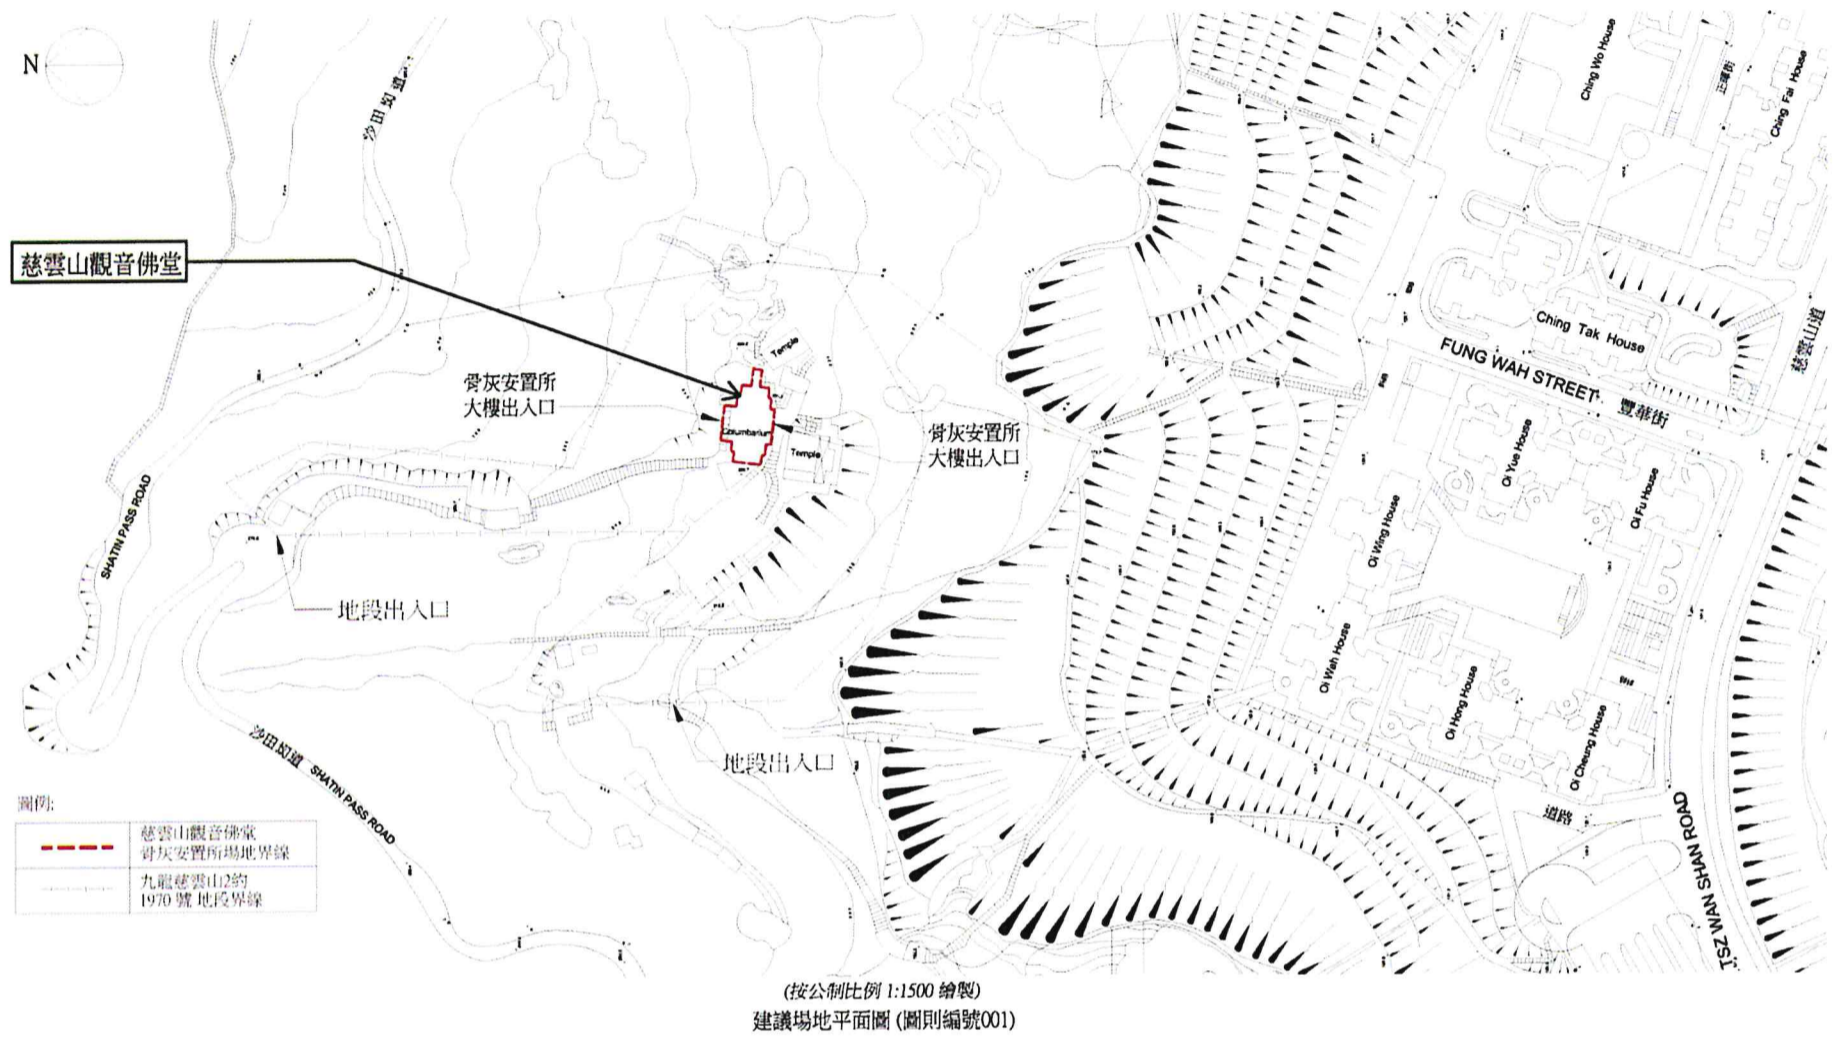 N
沙田坳道
Ching Wo House
正暉街
Ching Fai House
慈雲山觀音佛堂
Temple
骨灰安置所
大樓出入口
Columbarium
Temple
骨灰安置所
大樓出入口
Ching Tak House
慈雲山道
FUNG WAH STREET
豐華街
Oi Yue House
Oi Fu House
Oi Wing House
SHATIN PASS ROAD
地段出入口
Oi Wah House
Oi Hong House
Oi Cheung House
地段出入口
沙田坳道 SHATIN PASS ROAD
道路
TSZ WAN SHAN ROAD
圖例:
慈雲山觀音佛堂
骨灰安置所場地界線
九龍慈雲山2約
1970 號 地段界線
(按公制比例 1:1500 繪製)
建議場地平面圖 (圖則編號001)